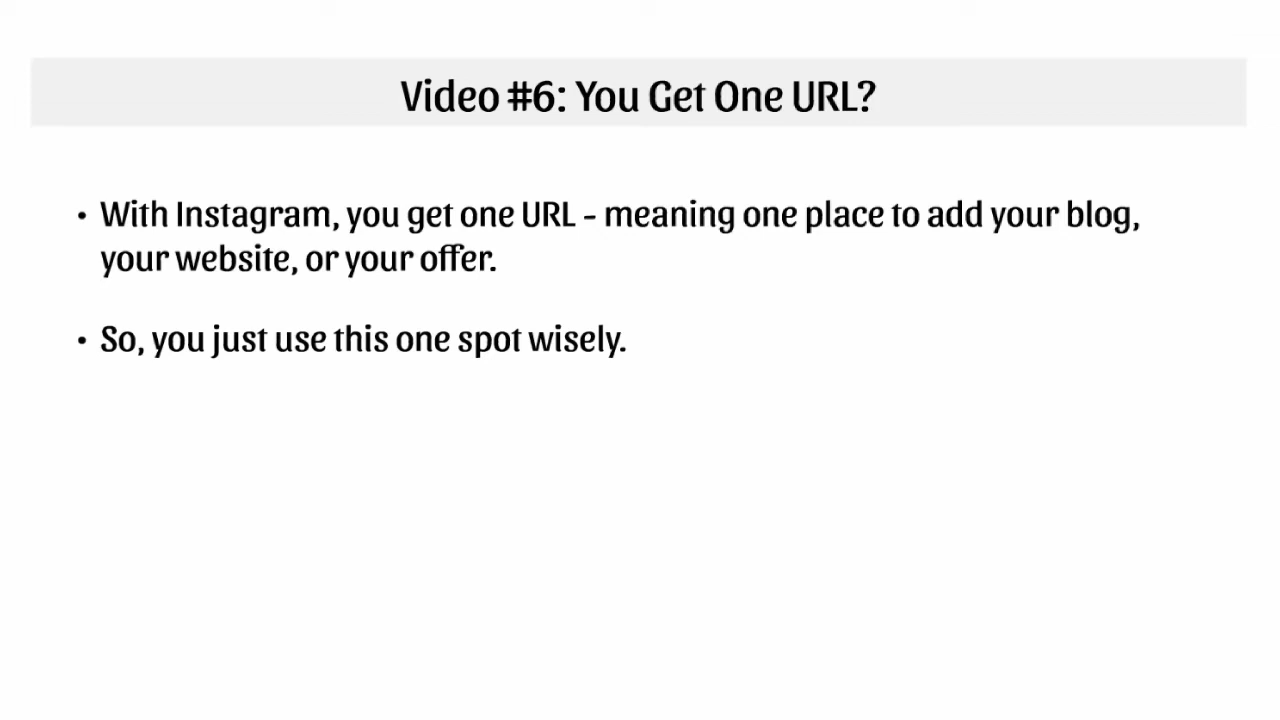 Video #6: You Get One URL?
• With Instagram, you get one URL - meaning one place to add your blog,
your website, or your offer.
• So, you just use this one spot wisely.